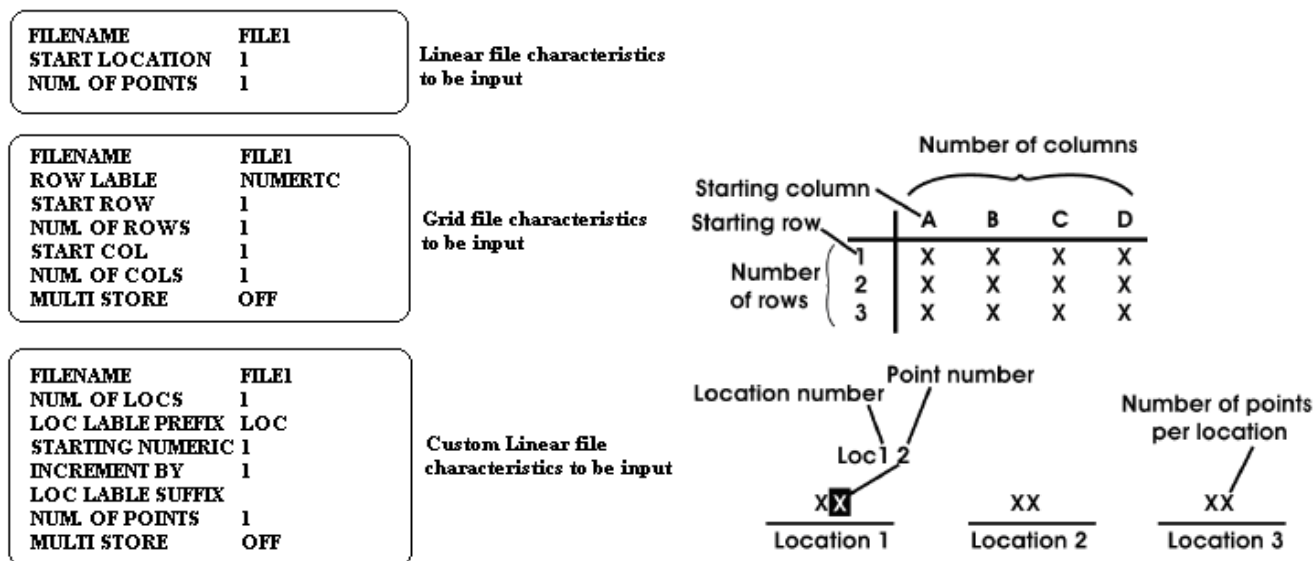 FILENAME FILE1
START LOCATION 1
NUM. OF POINTS 1
Linear file characteristics
to be input
FILENAME FILE1
ROW LABLE NUMERTC
START ROW 1
NUM. OF ROWS 1
START COL 1
NUM. OF COLS 1
MULTI STORE OFF
Grid file characteristics
to be input
Number of columns
Starting column
Starting row
A B C D
1 X X X X
2 X X X X
3 X X X X
Number
of rows
FILENAME FILE1
NUM. OF LOCS 1
LOC LABLE PREFIX LOC
STARTING NUMERIC 1
INCREMENT BY 1
LOC LABLE SUFFIX
NUM. OF POINTS 1
MULTI STORE OFF
Custom Linear file
characteristics to be input
Point number
Location number
Number of points
per location
Loc1 2
XX XX XX
Location 1 Location 2 Location 3